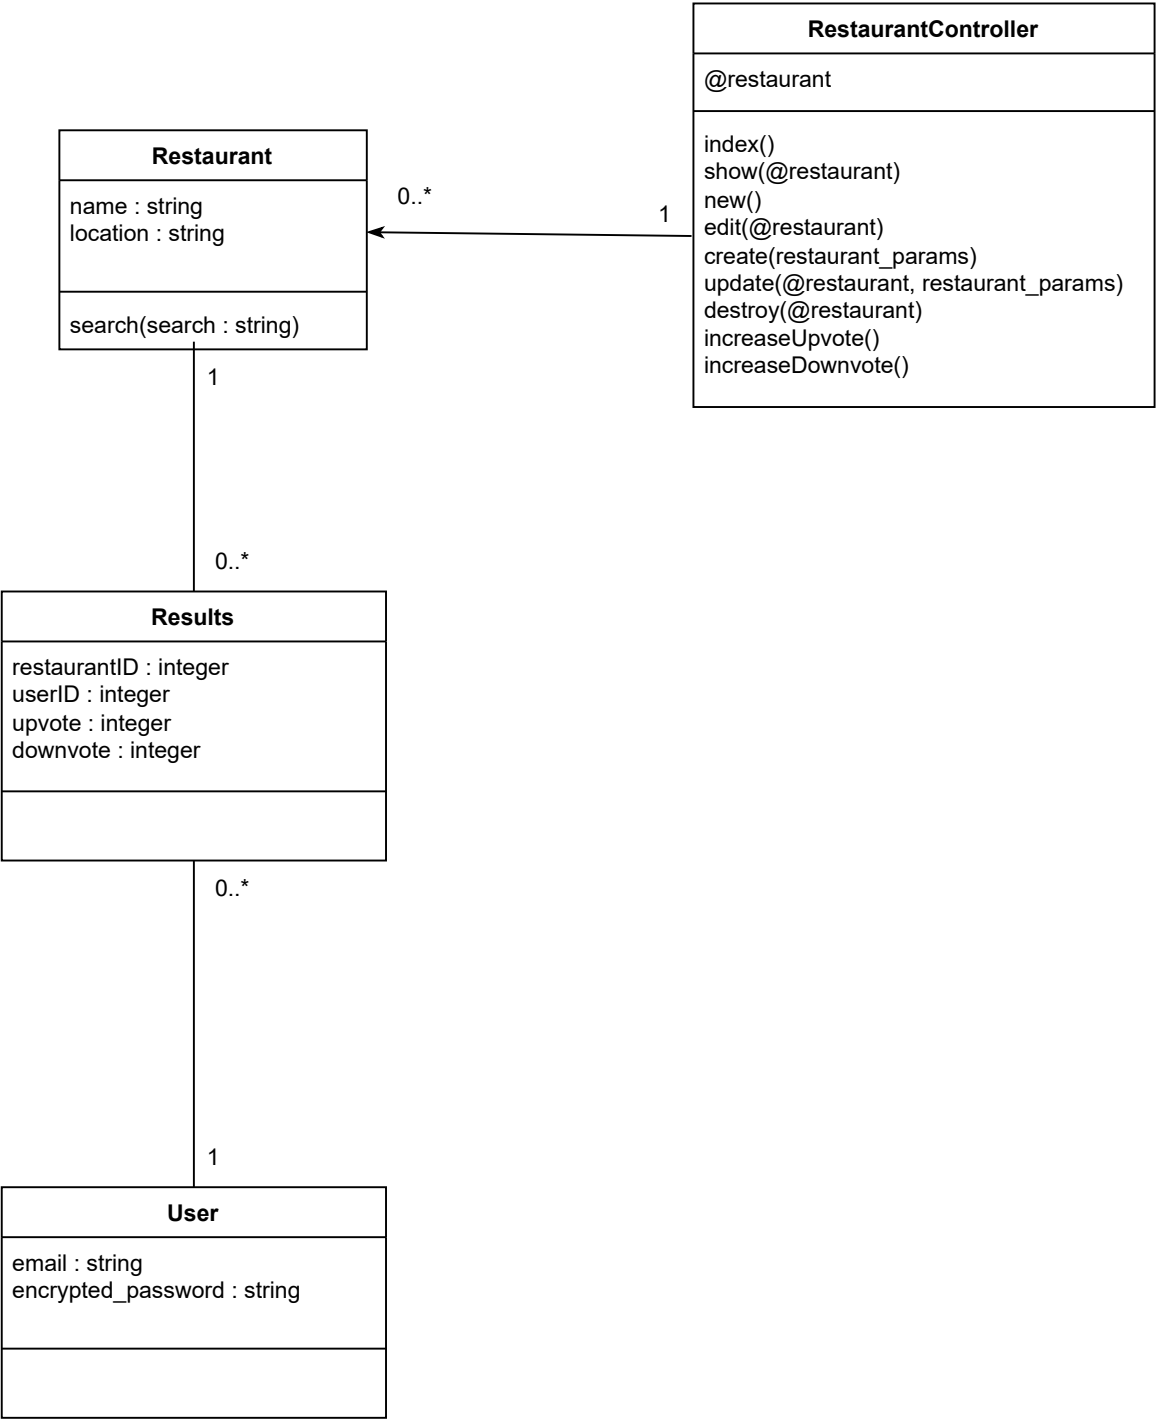 RestaurantController
@restaurant
index()
show(@restaurant)
new()
edit(@restaurant)
create(restaurant_params)
update(@restaurant, restaurant_params)
destroy(@restaurant)
increaseUpvote()
increaseDownvote()
Restaurant
name : string
location : string
search(search : string)
0..*
1
1
0..*
Results
restaurantID : integer
userID : integer
upvote : integer
downvote : integer
0..*
1
User
email : string
encrypted_password : string